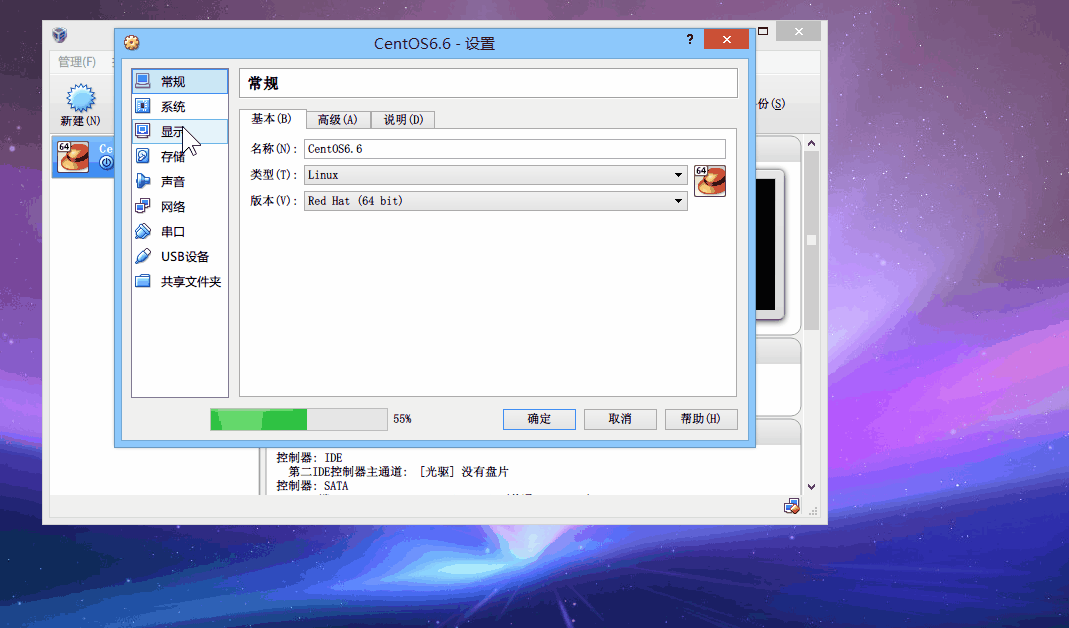 CentOS6.6 - 设置
?
管理(F)
新建(N)
份(S)
64
Ce
常规
系统
显示
存储
声音
网络
串口
USB设备
共享文件夹
常规
基本(B) 高级(A) 说明(D)
名称(N): CentOS6.6
类型(T): Linux
64
版本(V): Red Hat (64 bit)
55%
确定 取消 帮助(H)
控制器: IDE
第二IDE控制器主通道: [光驱] 没有盘片
控制器: SATA